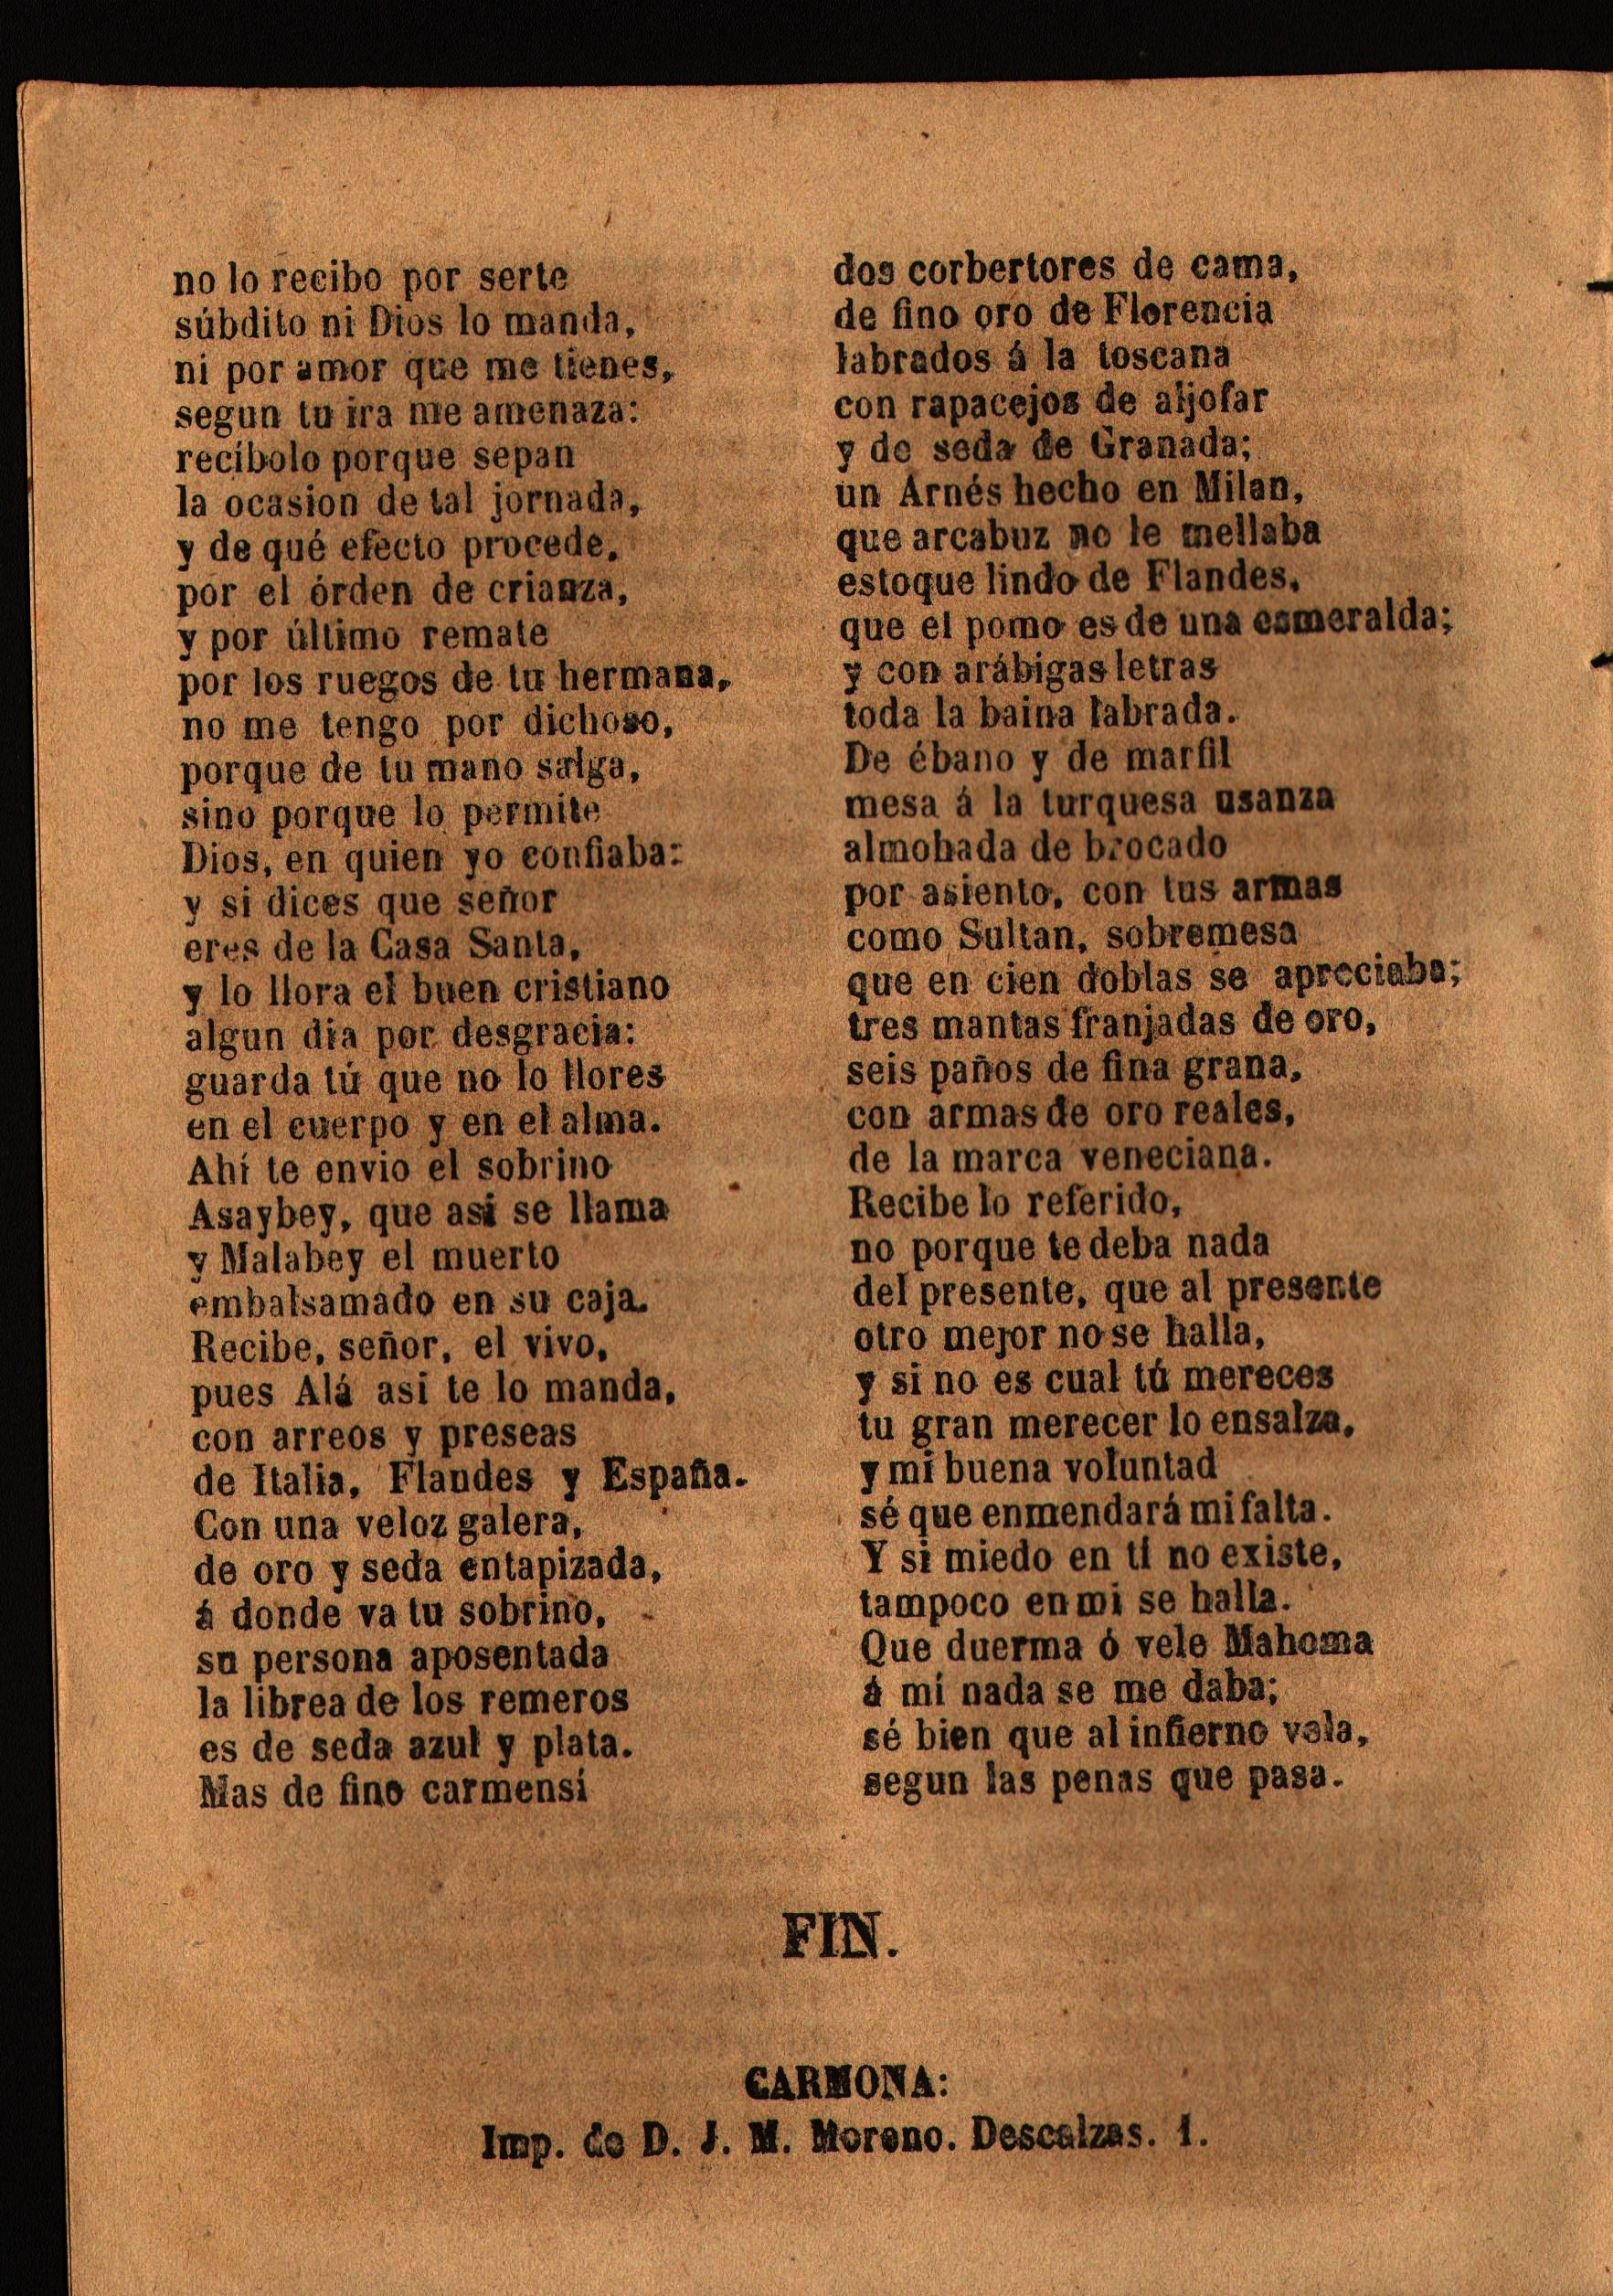 no lo recibo por serte
súbdito ni Dios lo manda,
ni por amor que me tienes,
segun tu ira me amenaza:
recíbolo porque sepan
la ocasion de tal jornada,
y de qué efecto procede,
por el órden de crianza,
y por último remate
por los ruegos de tu hermana,
no me tengo por dichoso,
porque de tu mano salga,
sino porque lo permite
Dios, en quien yo confiaba:
y si dices que señor
eres de la Casa Santa,
y lo llora el buen cristiano
algun dia por desgracia:
guarda tú que no lo llores
en el cuerpo y en el alma.
Ahí te envio el sobrino
Asaybey, que asi se llama
y Malabey el muerto
embalsamado en su caja.
Recibe, señor, el vivo,
pues Alá asi te lo manda,
con arreos y preseas
de Italia, Flandes y España.
Con una veloz galera,
de oro y seda entapizada,
á donde va tu sobrino,
su persona aposentada
la librea de los remeros
es de seda azul y plata.
Mas de fino carmensí
dos corbertores de cama,
de fino oro de Florencia
labrados á la toscana
con rapacejos de aljofar
y de seda de Granada;
un Arnés hecho en Milan,
que arcabuz no le mellaba
estoque lindo de Flandes,
que el pomo es de una esmeralda;
y con arábigas letras
toda la baina labrada.
De ébano y de marfil
mesa á la turquesa usanza
almohada de brocado
por asiento, con tus armas
como Sultan, sobremesa
que en cien doblas se apreciaba;
tres mantas franjadas de oro,
seis paños de fina grana,
con armas de oro reales,
de la marca veneciana.
Recibe lo referido,
no porque te deba nada
del presente, que al presente
otro mejor no se halla,
y si no es cual tú mereces
tu gran merecer lo ensalza,
y mi buena voluntad
sé que enmendará mi falta.
Y si miedo en tí no existe,
tampoco en mi se halla.
Que duerma ó vele Mahoma
á mí nada se me daba;
sé bien que al infierno vela,
segun las penas que pasa.
FIN.
CARMONA:
Imp. de D. J. M. Moreno. Descalzas. 1.